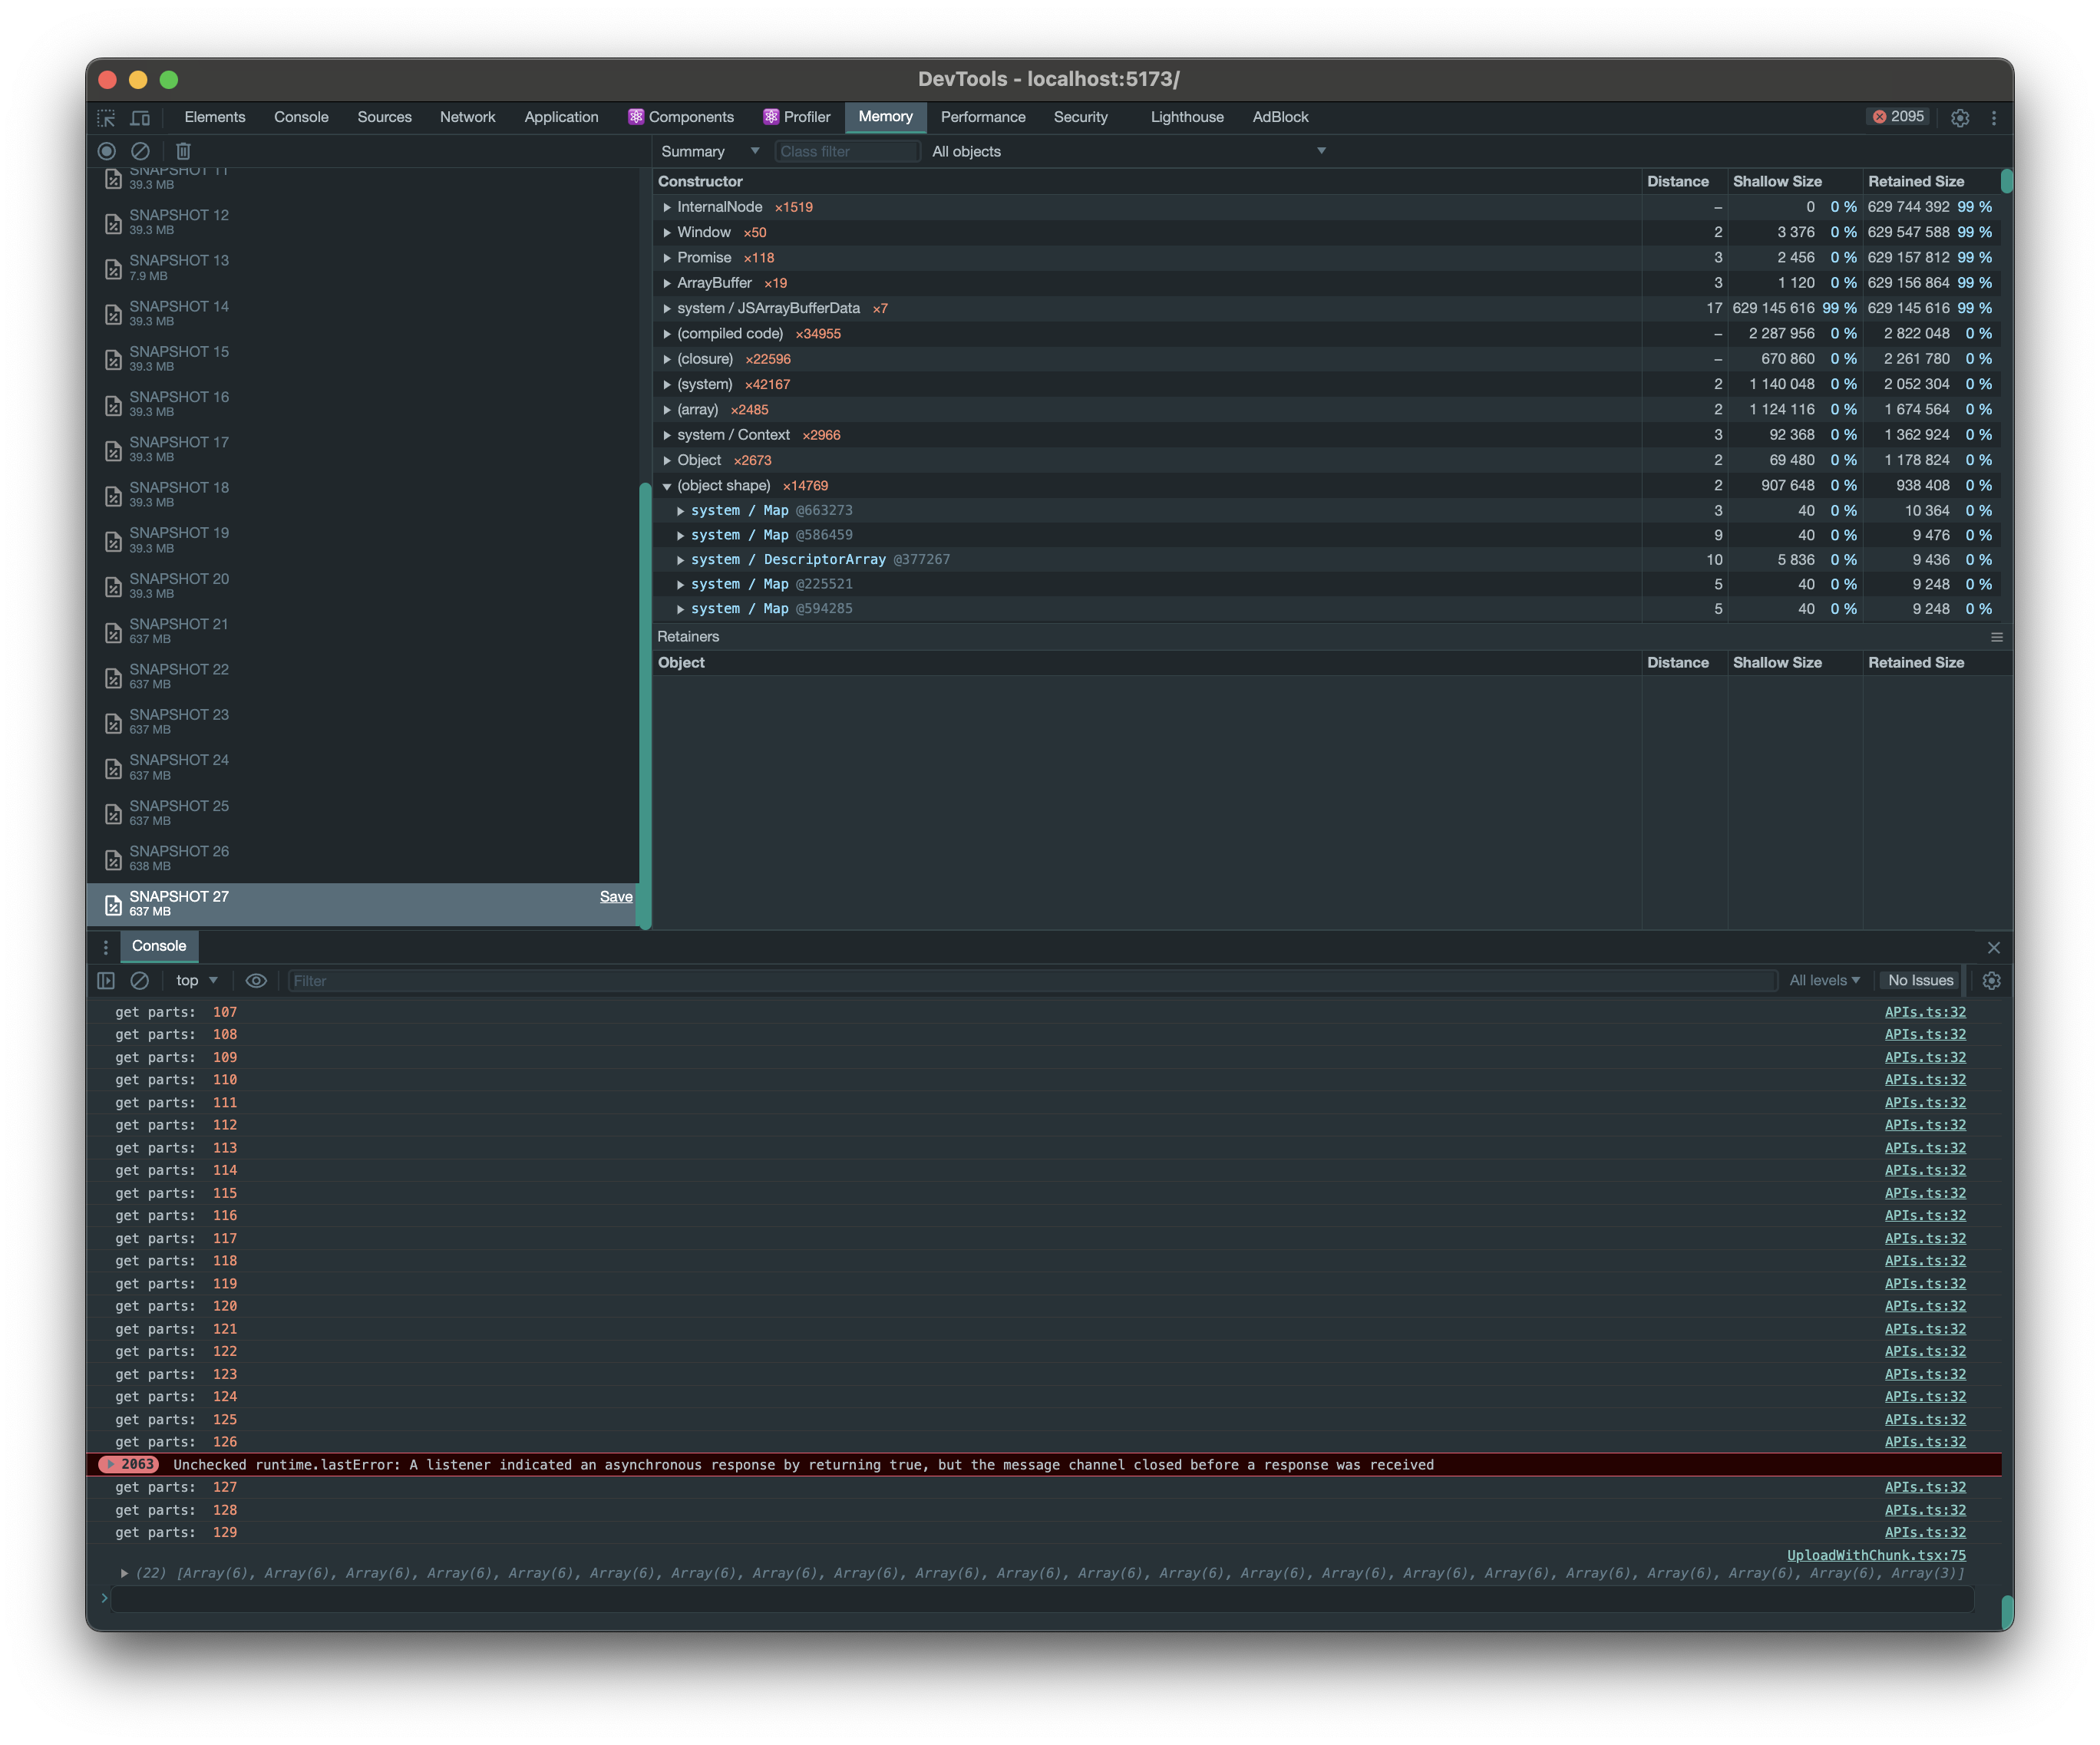 DevTools - localhost:5173/
Elements Console Sources Network Application Components Profiler Memory Performance Security Lighthouse AdBlock 2095
Summary Class filter All objects
SNAPSHOT 11
39.3 MB
SNAPSHOT 12
39.3 MB
SNAPSHOT 13
7.9 MB
SNAPSHOT 14
39.3 MB
SNAPSHOT 15
39.3 MB
SNAPSHOT 16
39.3 MB
SNAPSHOT 17
39.3 MB
SNAPSHOT 18
39.3 MB
SNAPSHOT 19
39.3 MB
SNAPSHOT 20
39.3 MB
SNAPSHOT 21
637 MB
SNAPSHOT 22
637 MB
SNAPSHOT 23
637 MB
SNAPSHOT 24
637 MB
SNAPSHOT 25
637 MB
SNAPSHOT 26
638 MB
SNAPSHOT 27 Save
637 MB
Constructor Distance Shallow Size Retained Size
InternalNode ×1519 – 0 0 % 629 744 392 99 %
Window ×50 2 3 376 0 % 629 547 588 99 %
Promise ×118 3 2 456 0 % 629 157 812 99 %
ArrayBuffer ×19 3 1 120 0 % 629 156 864 99 %
system / JSArrayBufferData ×7 17 629 145 616 99 % 629 145 616 99 %
(compiled code) ×34955 – 2 287 956 0 % 2 822 048 0 %
(closure) ×22596 – 670 860 0 % 2 261 780 0 %
(system) ×42167 2 1 140 048 0 % 2 052 304 0 %
(array) ×2485 2 1 124 116 0 % 1 674 564 0 %
system / Context ×2966 3 92 368 0 % 1 362 924 0 %
Object ×2673 2 69 480 0 % 1 178 824 0 %
(object shape) ×14769 2 907 648 0 % 938 408 0 %
system / Map @663273 3 40 0 % 10 364 0 %
system / Map @586459 9 40 0 % 9 476 0 %
system / DescriptorArray @377267 10 5 836 0 % 9 436 0 %
system / Map @225521 5 40 0 % 9 248 0 %
system / Map @594285 5 40 0 % 9 248 0 %
Retainers
Object Distance Shallow Size Retained Size
Console
top Filter All levels No Issues
get parts: 107 APIs.ts:32
get parts: 108 APIs.ts:32
get parts: 109 APIs.ts:32
get parts: 110 APIs.ts:32
get parts: 111 APIs.ts:32
get parts: 112 APIs.ts:32
get parts: 113 APIs.ts:32
get parts: 114 APIs.ts:32
get parts: 115 APIs.ts:32
get parts: 116 APIs.ts:32
get parts: 117 APIs.ts:32
get parts: 118 APIs.ts:32
get parts: 119 APIs.ts:32
get parts: 120 APIs.ts:32
get parts: 121 APIs.ts:32
get parts: 122 APIs.ts:32
get parts: 123 APIs.ts:32
get parts: 124 APIs.ts:32
get parts: 125 APIs.ts:32
get parts: 126 APIs.ts:32
2063 Unchecked runtime.lastError: A listener indicated an asynchronous response by returning true, but the message channel closed before a response was received
get parts: 127 APIs.ts:32
get parts: 128 APIs.ts:32
get parts: 129 APIs.ts:32
UploadWithChunk.tsx:75
(22) [Array(6), Array(6), Array(6), Array(6), Array(6), Array(6), Array(6), Array(6), Array(6), Array(6), Array(6), Array(6), Array(6), Array(6), Array(6), Array(6), Array(6), Array(6), Array(6), Array(6), Array(6), Array(3)]